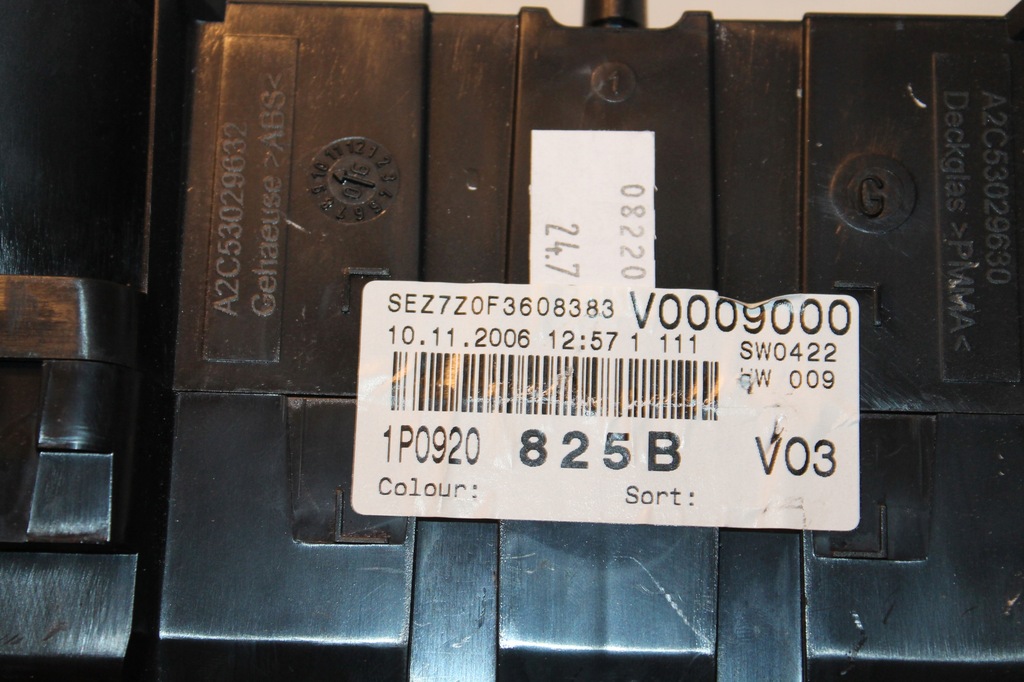 A2C53029632
Gehaeuse >ABS<
1
G
A2C53029630
Deckglas >PMMA<
08220
24.7
SEZ7Z0F3608383 V0009000
10.11.2006 12:57 1 111
SW0422
HW 009
1P0920 825B V03
Colour: Sort: